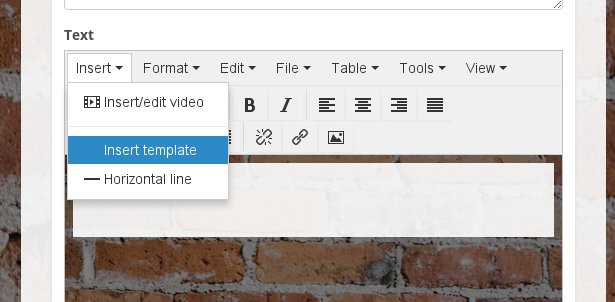 Text
Insert Format Edit File Table Tools View
Insert/edit video
B I
Insert template
Horizontal line